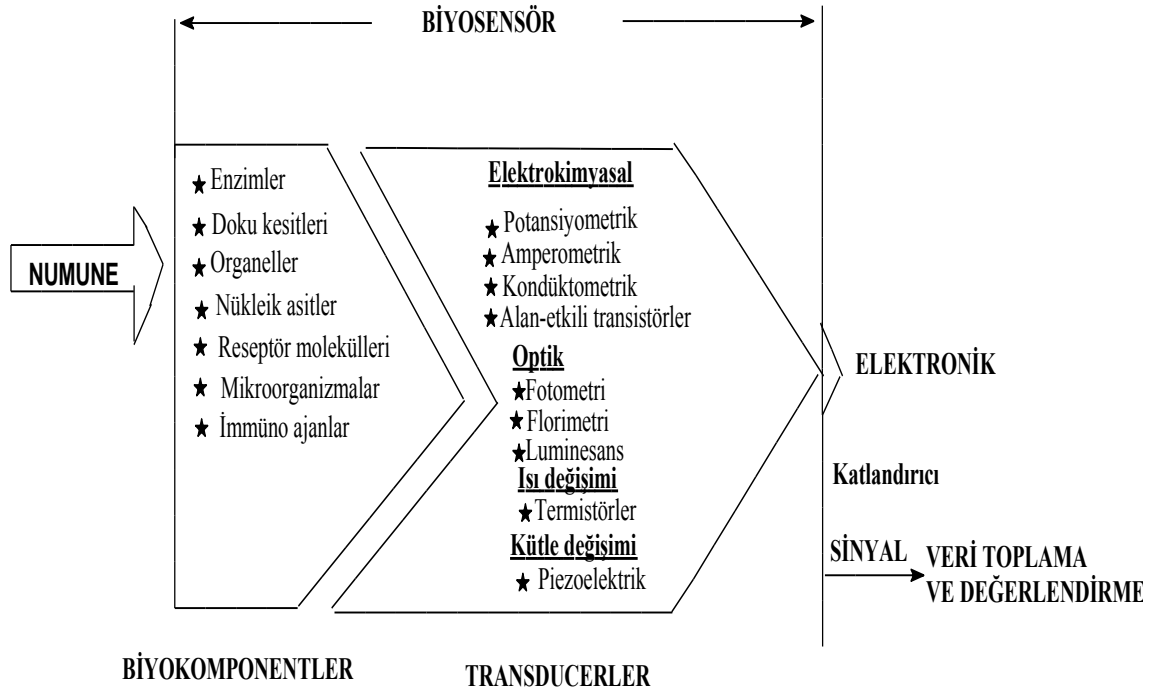 BİYOSENSÖR
NUMUNE
Enzimler
Doku kesitleri
Organeller
Nükleik asitler
Reseptör molekülleri
Mikroorganizmalar
İmmüno ajanlar
Elektrokimyasal
Potansiyometrik
Amperometrik
Kondüktometrik
Alan-etkili transistörler
Optik
Fotometri
Florimetri
Luminesans
Isı değişimi
Termistörler
Kütle değişimi
Piezoelektrik
ELEKTRONİK
Katlandırıcı
SİNYAL
VERİ TOPLAMA
VE DEĞERLENDİRME
BİYOKOMPONENTLER
TRANSDUCERLER